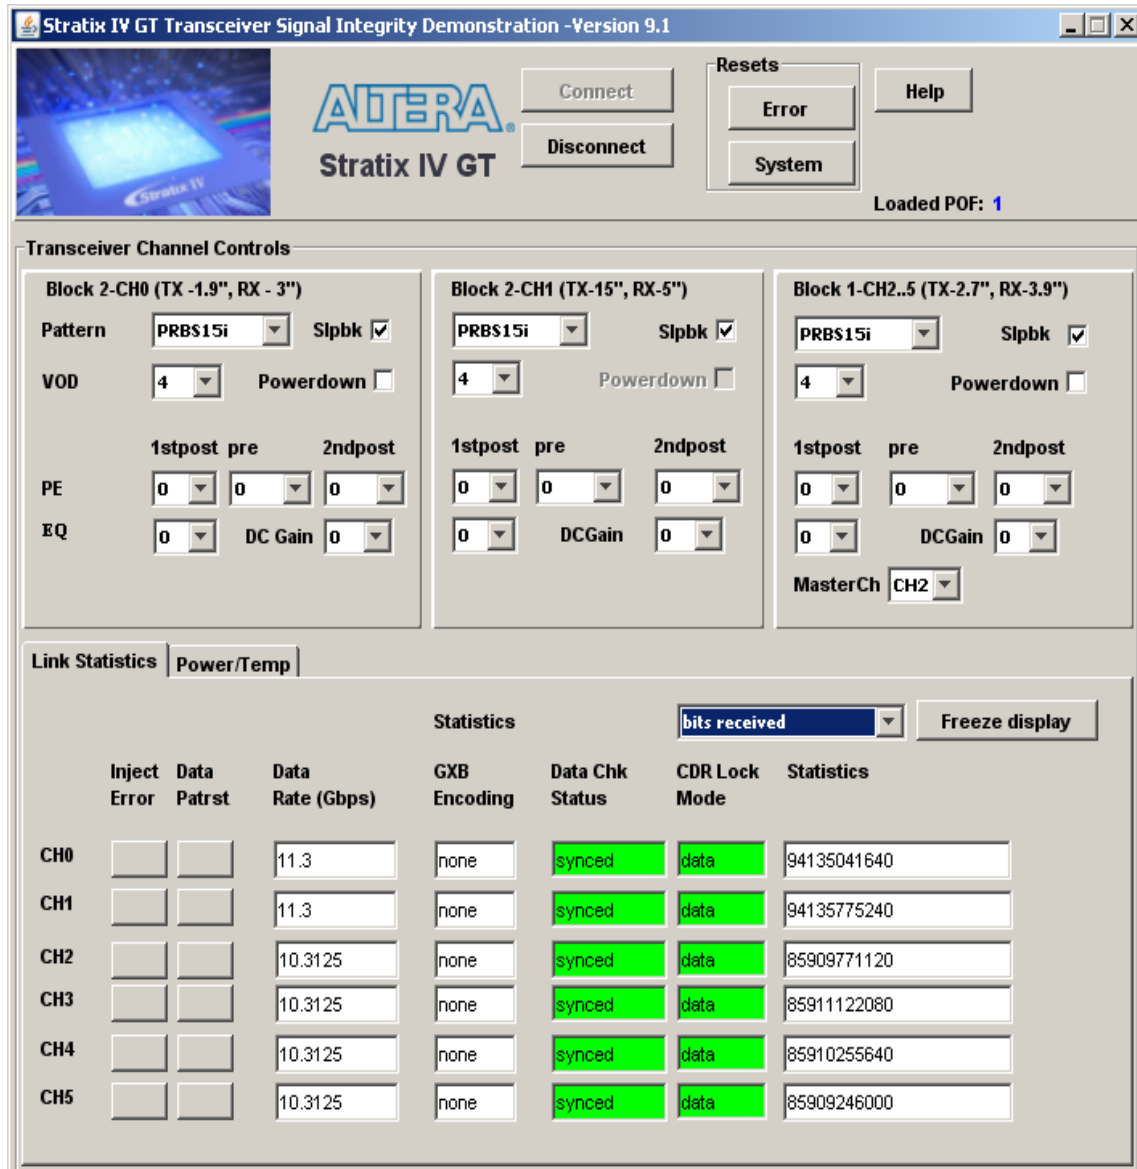 Stratix IV GT Transceiver Signal Integrity Demonstration -Version 9.1
Stratix IV
ALTERA
Stratix IV GT
Connect
Disconnect
Resets
Error
System
Help
Loaded POF: 1
Transceiver Channel Controls
Block 2-CH0 (TX -1.9", RX - 3")
Pattern PRBS15i Slpbk
VOD 4 Powerdown
1stpost pre 2ndpost
PE 0 0 0
EQ 0 DC Gain 0
Block 2-CH1 (TX-15", RX-5")
PRBS15i Slpbk
4 Powerdown
1stpost pre 2ndpost
0 0 0
0 DCGain 0
Block 1-CH2..5 (TX-2.7", RX-3.9")
PRBS15i Slpbk
4 Powerdown
1stpost pre 2ndpost
0 0 0
0 DCGain 0
MasterCh CH2
Link Statistics Power/Temp
Statistics bits received Freeze display
Inject Data Data GXB Data Chk CDR Lock Statistics
Error Patrst Rate (Gbps) Encoding Status Mode
CH0 11.3 none synced data 94135041640
CH1 11.3 none synced data 94135775240
CH2 10.3125 none synced data 85909771120
CH3 10.3125 none synced data 85911122080
CH4 10.3125 none synced data 85910255640
CH5 10.3125 none synced data 85909246000